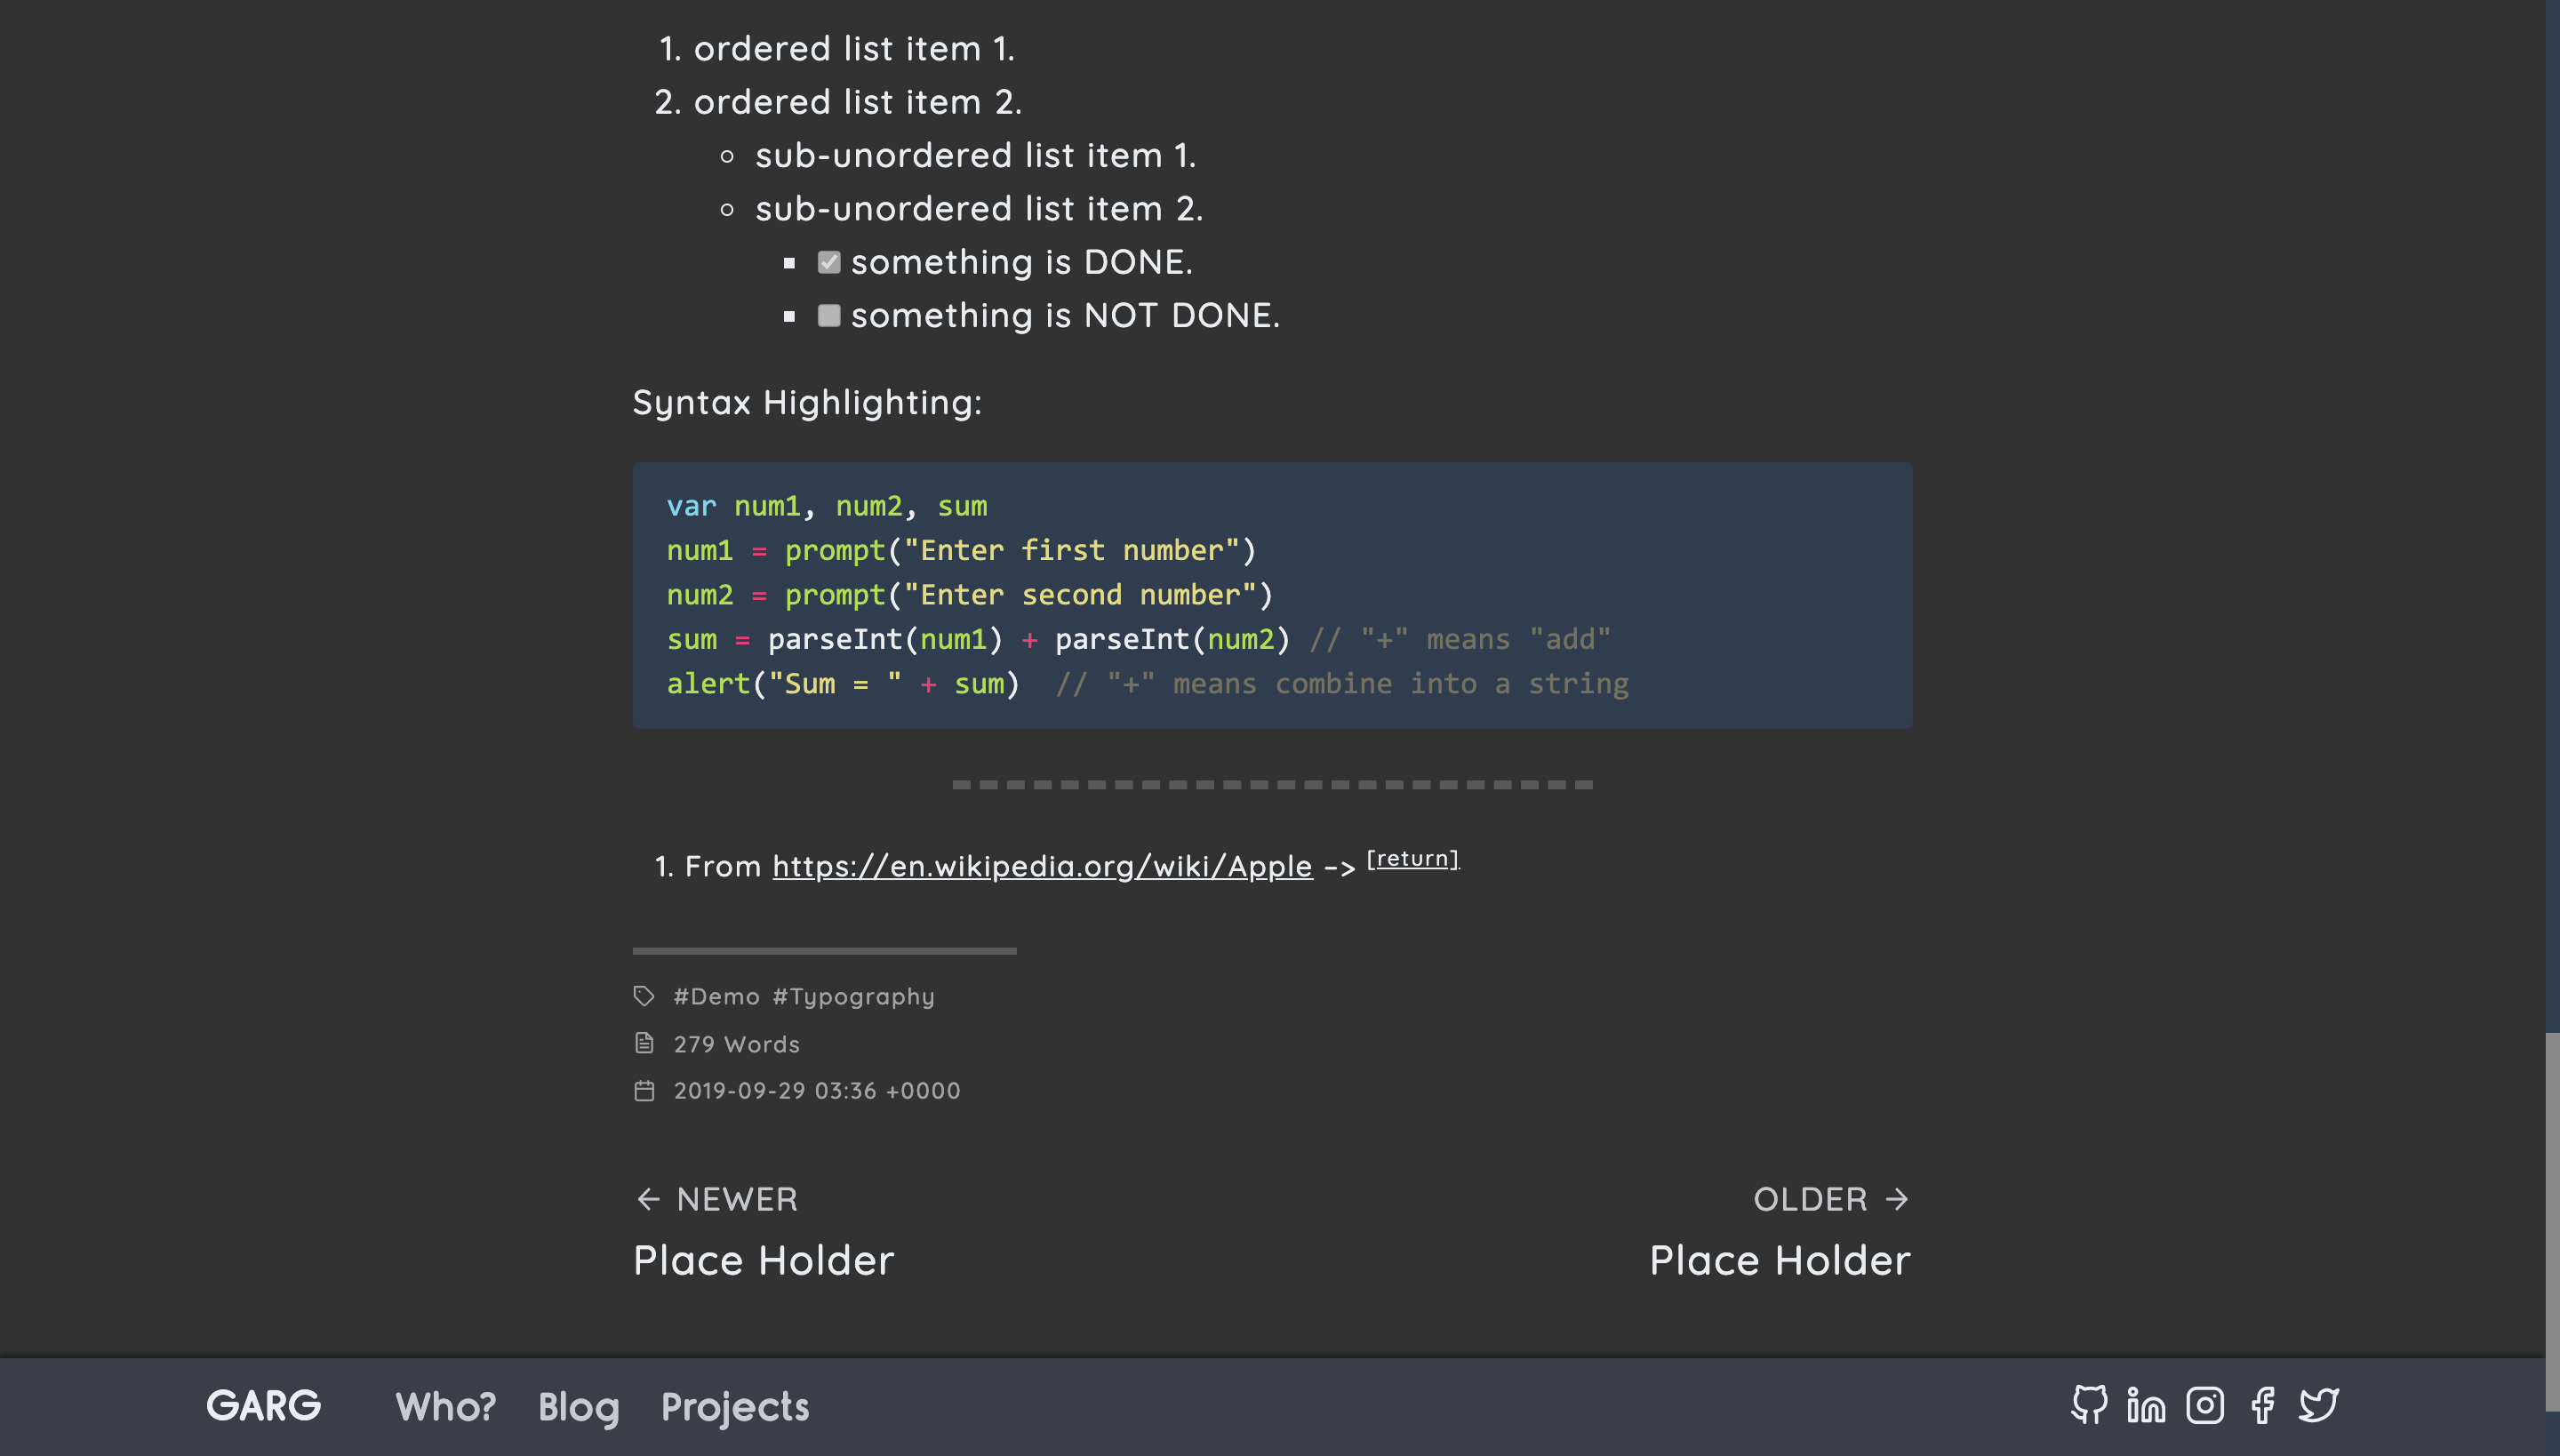 1. ordered list item 1.
2. ordered list item 2.
sub-unordered list item 1.
sub-unordered list item 2.
something is DONE.
something is NOT DONE.
Syntax Highlighting:
var num1, num2, sum
num1 = prompt("Enter first number")
num2 = prompt("Enter second number")
sum = parseInt(num1) + parseInt(num2) // "+" means "add"
alert("Sum = " + sum)  // "+" means combine into a string
1. From https://en.wikipedia.org/wiki/Apple –> [return]
#Demo #Typography
279 Words
2019-09-29 03:36 +0000
← NEWER
Place Holder
OLDER →
Place Holder
GARG Who? Blog Projects